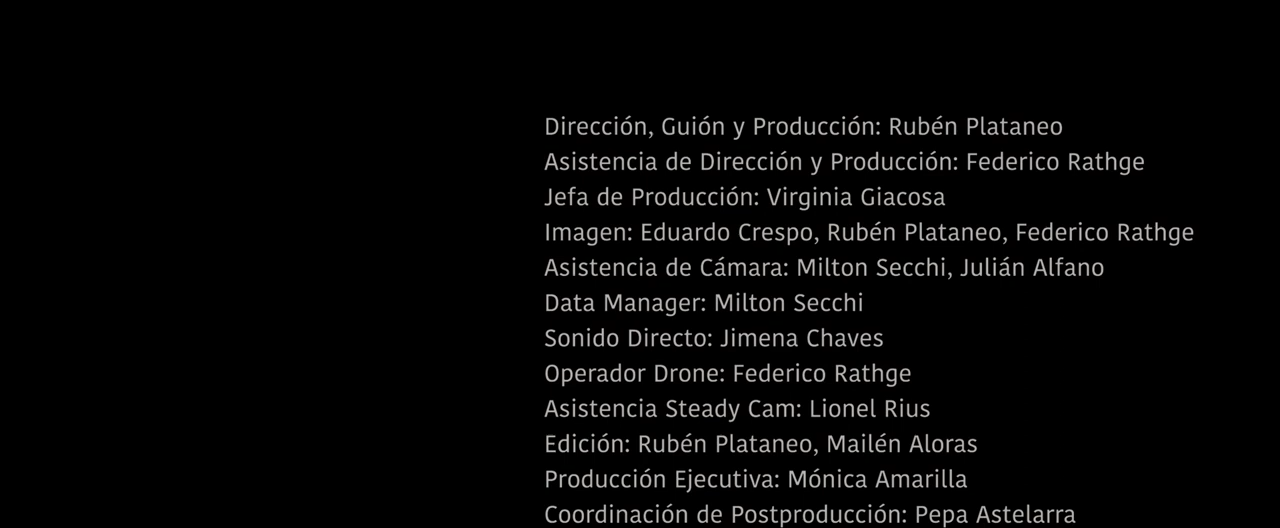 Dirección, Guión y Producción: Rubén Plataneo
Asistencia de Dirección y Producción: Federico Rathge
Jefa de Producción: Virginia Giacosa
Imagen: Eduardo Crespo, Rubén Plataneo, Federico Rathge
Asistencia de Cámara: Milton Secchi, Julián Alfano
Data Manager: Milton Secchi
Sonido Directo: Jimena Chaves
Operador Drone: Federico Rathge
Asistencia Steady Cam: Lionel Rius
Edición: Rubén Plataneo, Mailén Aloras
Producción Ejecutiva: Mónica Amarilla
Coordinación de Postproducción: Pepa Astelarra